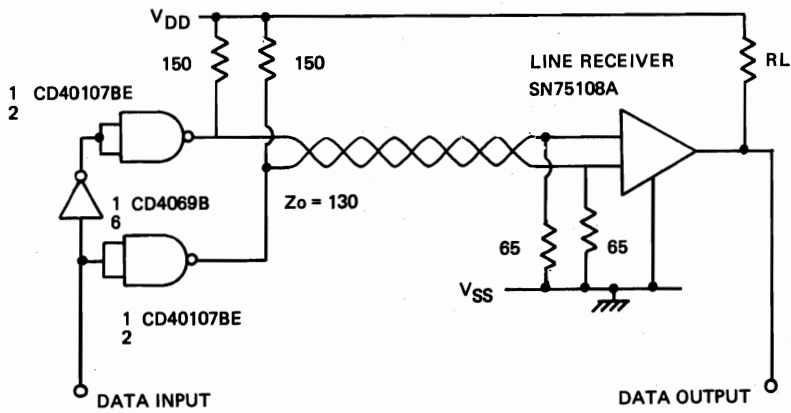 VDD
150
150
LINE RECEIVER
SN75108A
RL
1
2 CD40107BE
1
6 CD4069B
Zo = 130
65
65
VSS
1
2 CD40107BE
DATA INPUT
DATA OUTPUT